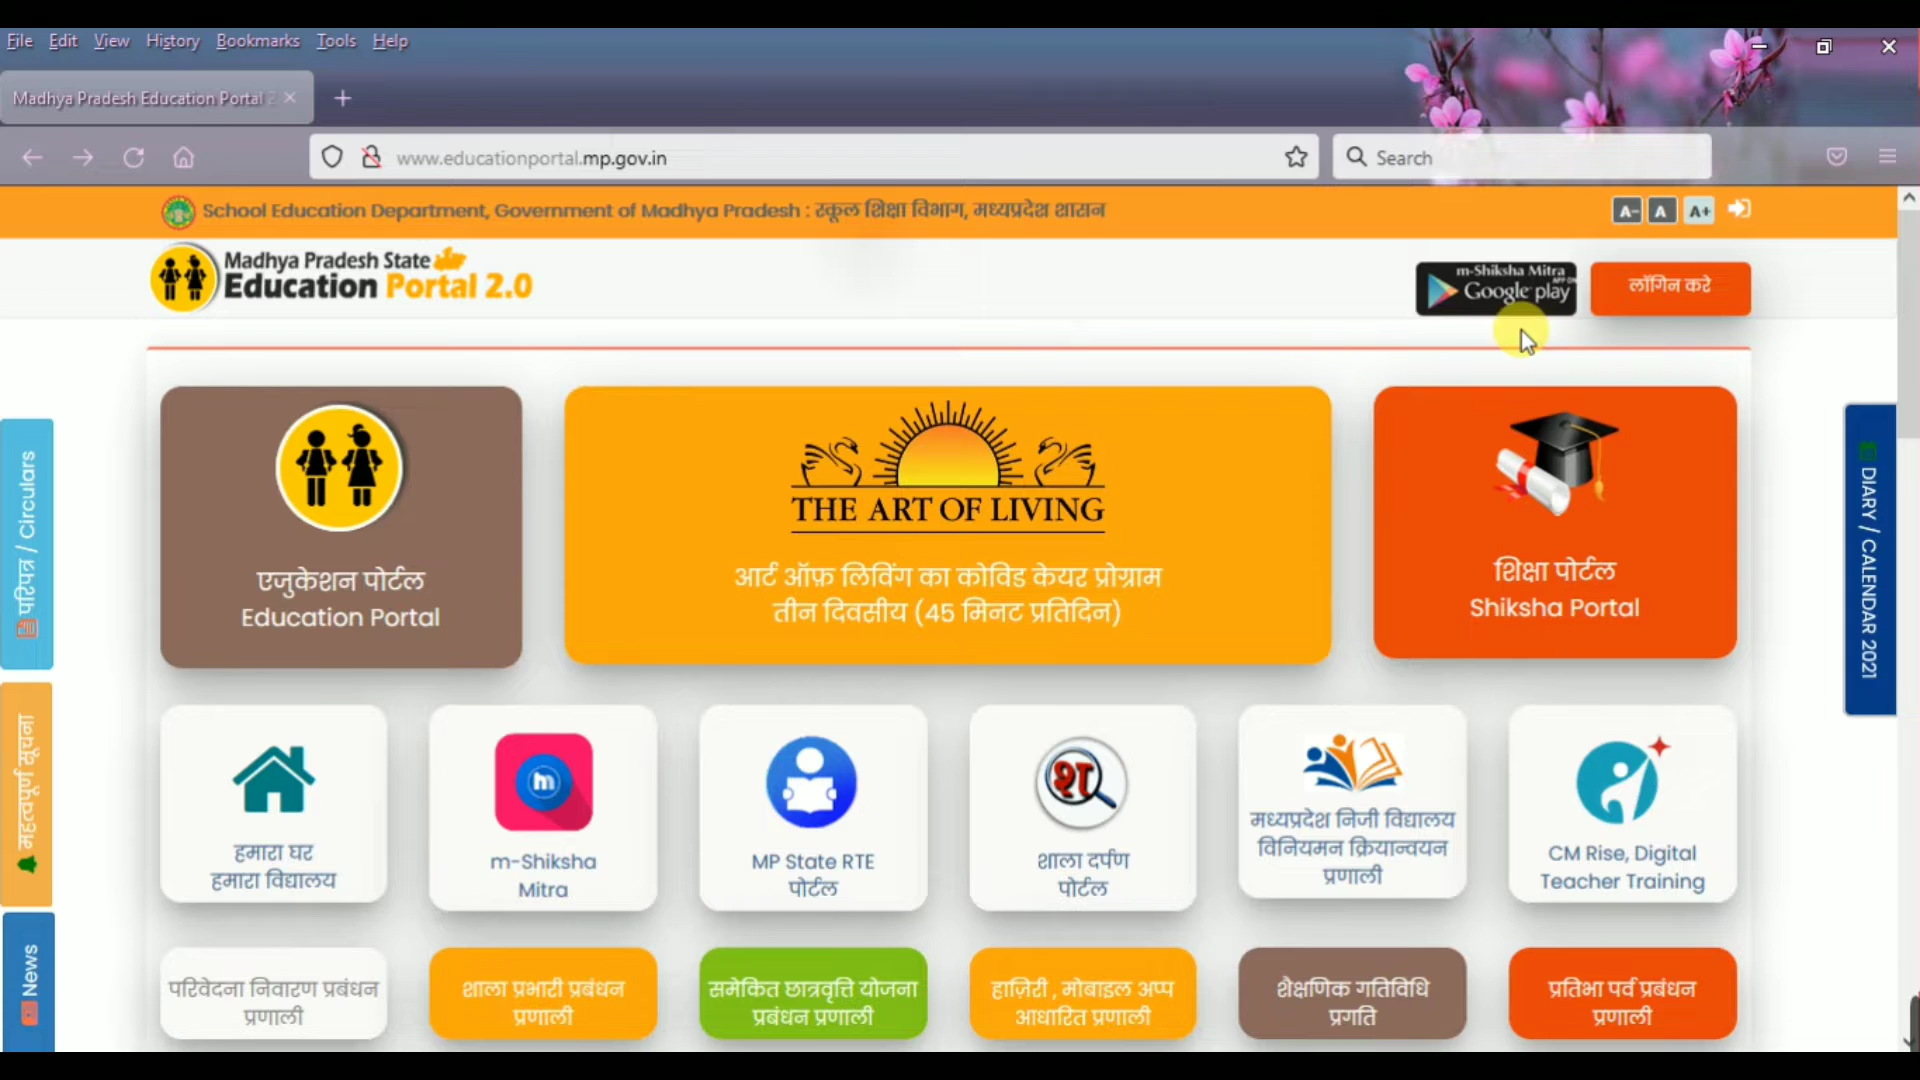 File Edit View History Bookmarks Tools Help
Madhya Pradesh Education Portal 2
www.educationportal.mp.gov.in
Search
School Education Department, Government of Madhya Pradesh : स्कूल शिक्षा विभाग, मध्यप्रदेश शासन
A- A A+
Madhya Pradesh State
Education Portal 2.0
m-Shiksha Mitra
APP ON
Google play
लॉगिन करे
एजुकेशन पोर्टल
Education Portal
THE ART OF LIVING
आर्ट ऑफ़ लिविंग का कोविड केयर प्रोग्राम
तीन दिवसीय (45 मिनट प्रतिदिन)
शिक्षा पोर्टल
Shiksha Portal
परिपत्र / Circulars
महत्त्वपूर्ण सूचना
News
DIARY / CALENDAR 2021
हमारा घर
हमारा विद्यालय
m
m-Shiksha
Mitra
MP State RTE
पोर्टल
श
शाला दर्पण
पोर्टल
मध्यप्रदेश निजी विद्यालय
विनियमन क्रियान्वयन
प्रणाली
CM Rise, Digital
Teacher Training
परिवेदना निवारण प्रबंधन
प्रणाली
शाला प्रभारी प्रबंधन
प्रणाली
समेकित छात्रवृत्ति योजना
प्रबंधन प्रणाली
हाज़िरी , मोबाइल अप्प
आधारित प्रणाली
शैक्षणिक गतिविधि
प्रगति
प्रतिभा पर्व प्रबंधन
प्रणाली